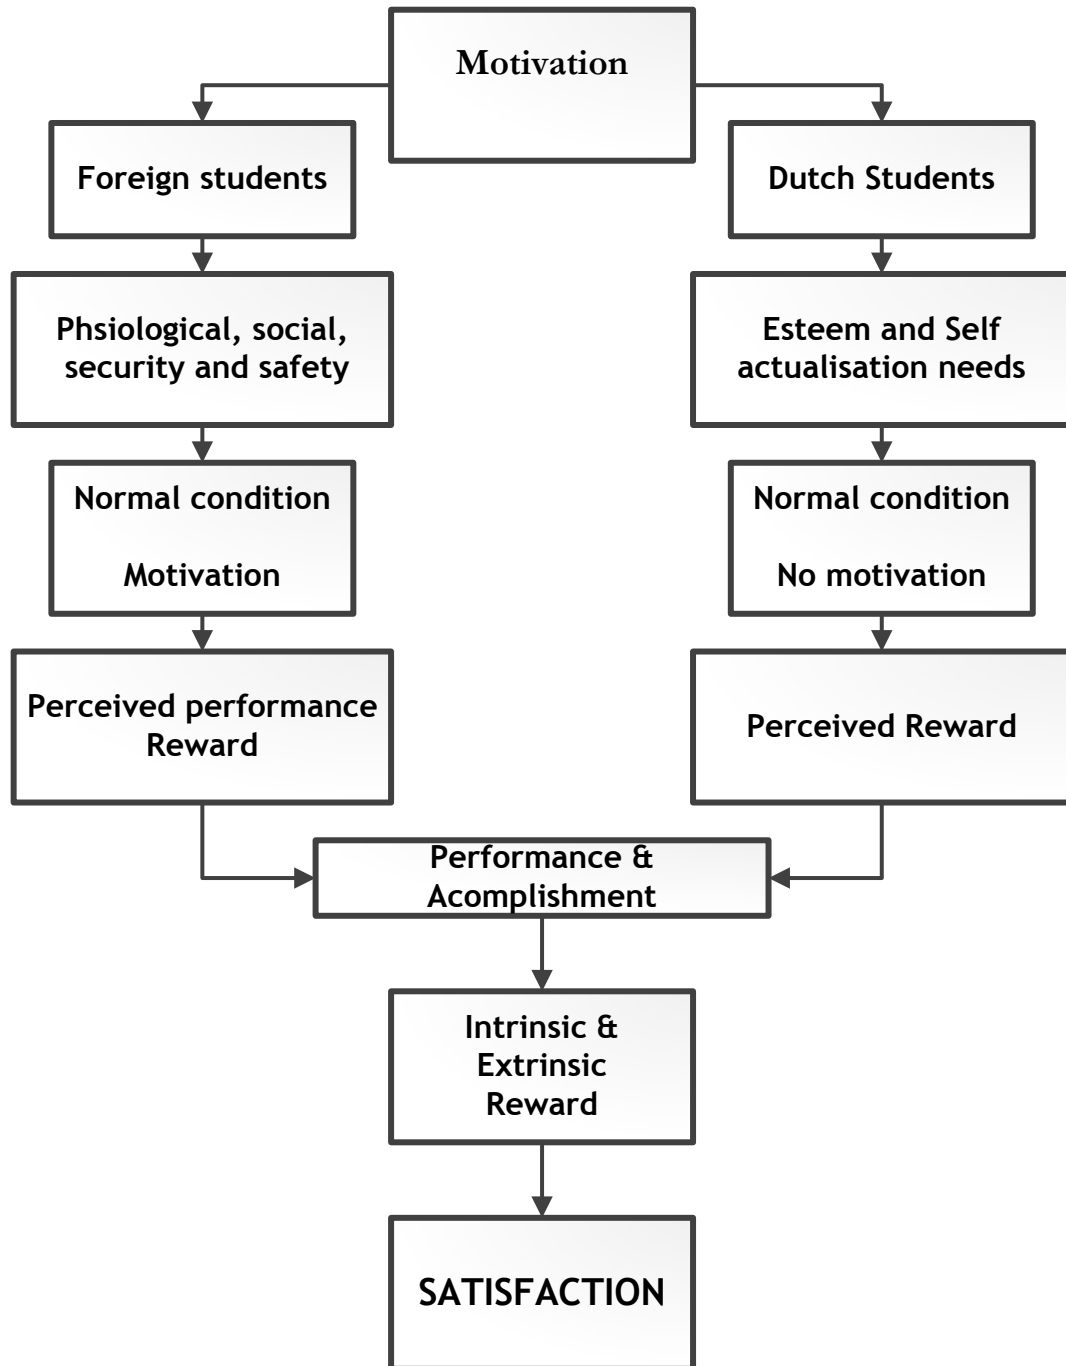 Motivation
Foreign students
Dutch Students
Phsiological, social,
security and safety
Esteem and Self
actualisation needs
Normal condition
Motivation
Normal condition
No motivation
Perceived performance
Reward
Perceived Reward
Performance &
Acomplishment
Intrinsic &
Extrinsic
Reward
SATISFACTION